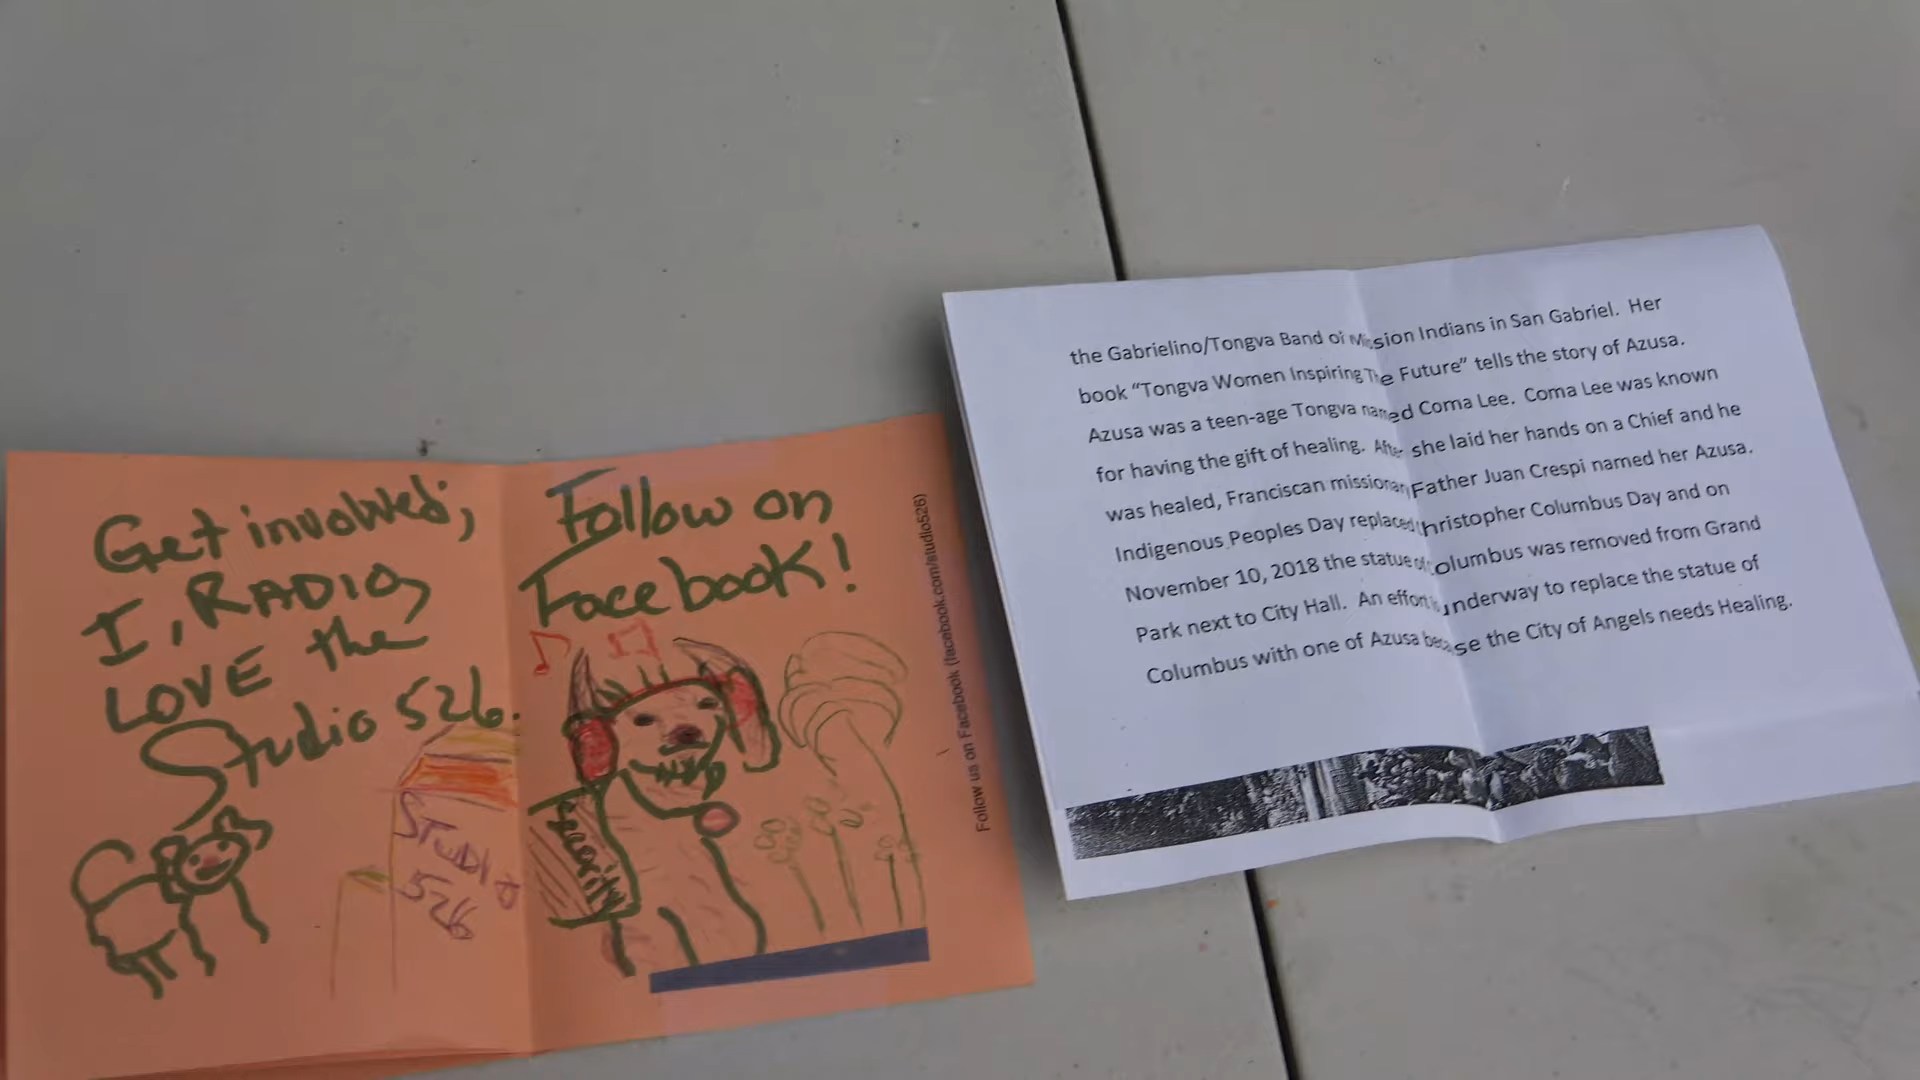 Get involved,
I, RADIO,
LOVE the
Studio 526.
STUDIO
526
Follow on
Facebook!
Security
Follow us on Facebook (facebook.com/studio526)
the Gabrielino/Tongva Band of Mission Indians in San Gabriel. Her
book “Tongva Women Inspiring The Future” tells the story of Azusa.
Azusa was a teen-age Tongva named Coma Lee. Coma Lee was known
for having the gift of healing. After she laid her hands on a Chief and he
was healed, Franciscan missionary Father Juan Crespi named her Azusa.
Indigenous Peoples Day replaced Christopher Columbus Day and on
November 10, 2018 the statue of Columbus was removed from Grand
Park next to City Hall. An effort is underway to replace the statue of
Columbus with one of Azusa because the City of Angels needs Healing.